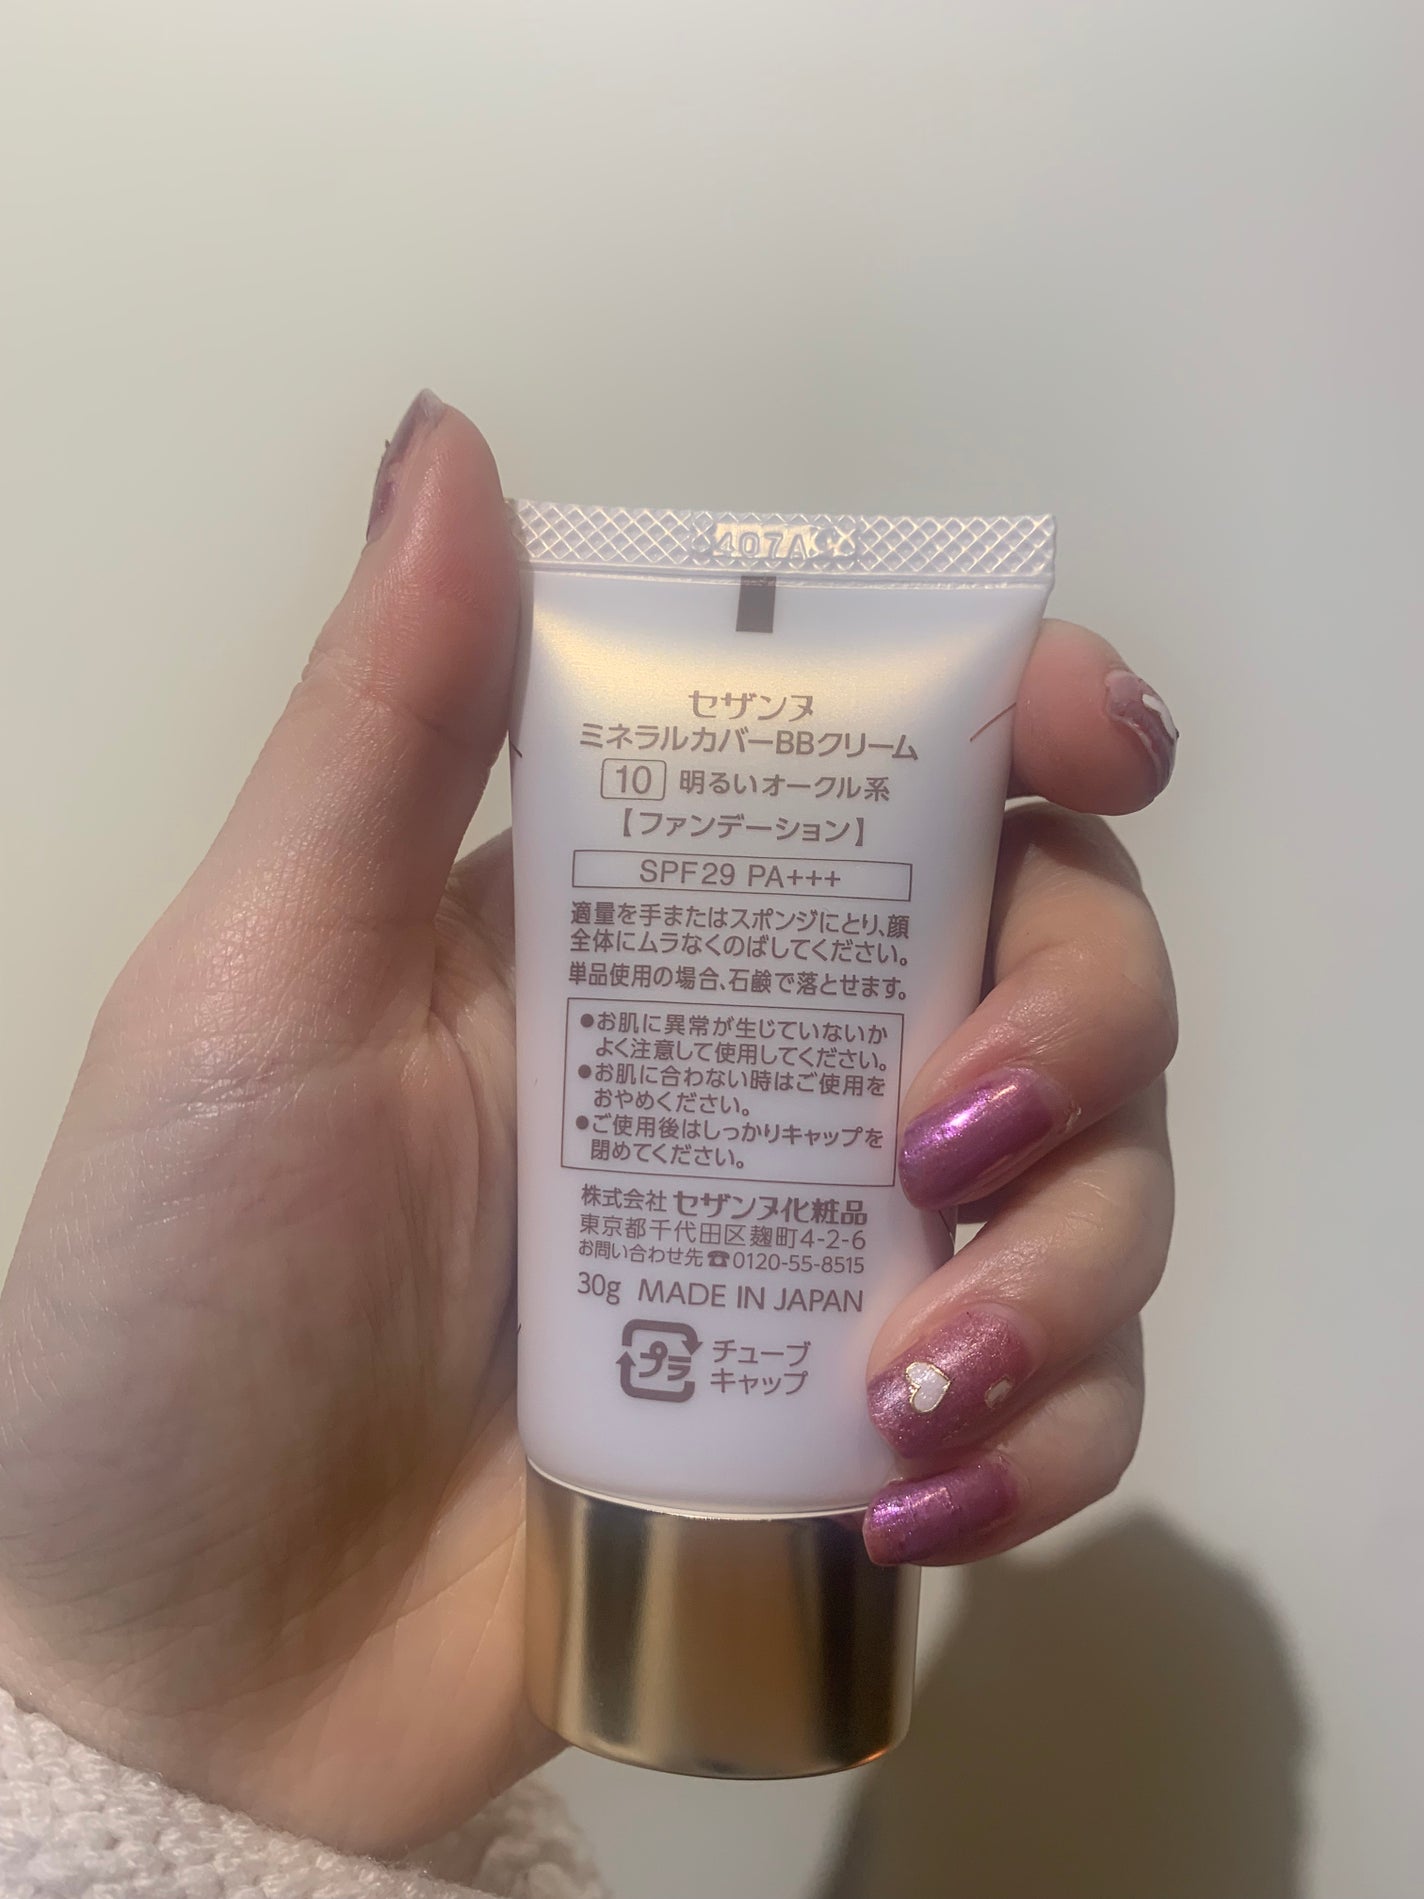 407A
セザンヌ
ミネラルカバーBBクリーム
10 明るいオークル系
【ファンデーション】
SPF29 PA+++
適量を手またはスポンジにとり、顔
全体にムラなくのばしてください。
単品使用の場合、石鹸で落とせます。
●お肌に異常が生じていないか
よく注意して使用してください。
●お肌に合わない時はご使用を
おやめください。
●ご使用後はしっかりキャップを
閉めてください。
株式会社 セザンヌ化粧品
東京都千代田区麹町4-2-6
お問い合わせ先☎0120-55-8515
30g MADE IN JAPAN
プラ チューブ
キャップ